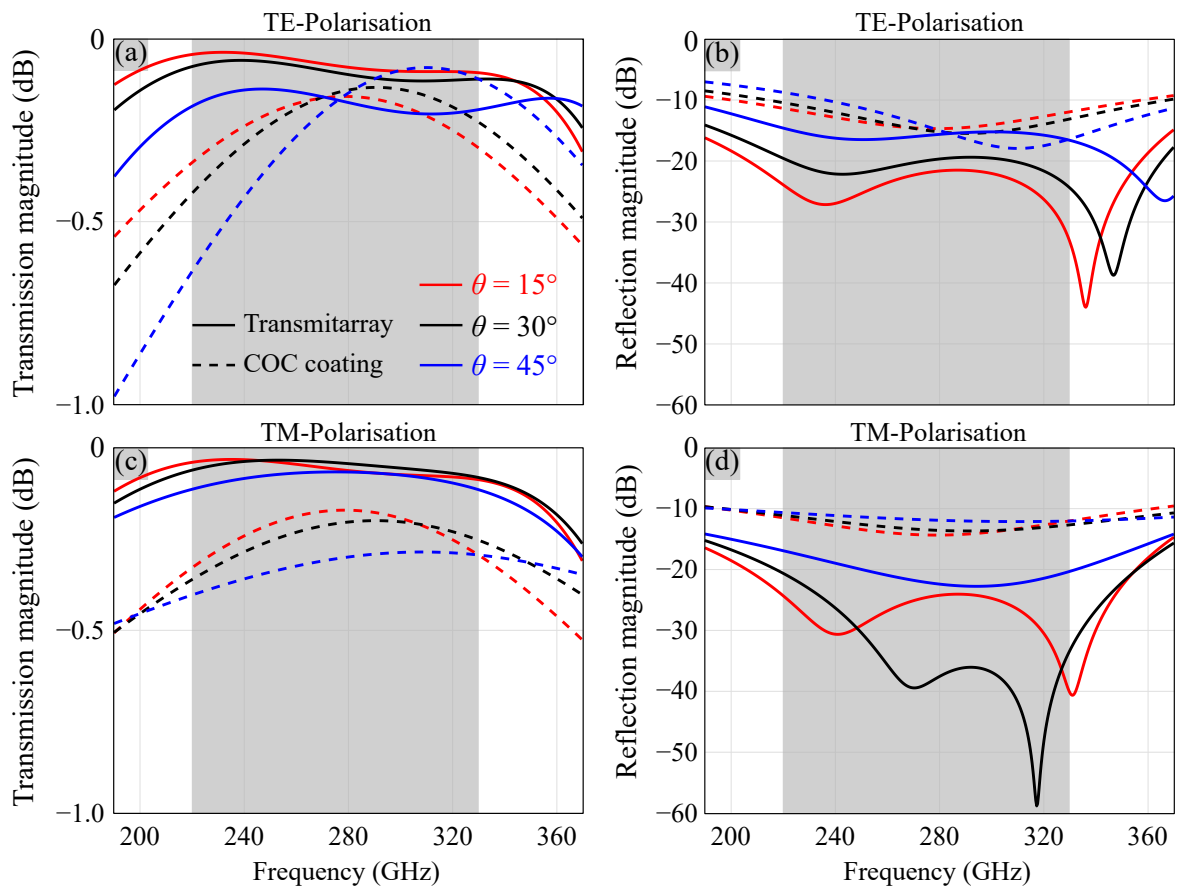 TE-Polarisation
(a)
Transmission magnitude (dB)
0
−0.5
−1.0
θ = 15°
Transmitarray
θ = 30°
COC coating
θ = 45°
TE-Polarisation
(b)
Reflection magnitude (dB)
0
−10
−20
−30
−40
−50
−60
TM-Polarisation
(c)
Transmission magnitude (dB)
0
−0.5
−1.0
200
240
280
320
360
Frequency (GHz)
TM-Polarisation
(d)
Reflection magnitude (dB)
0
−10
−20
−30
−40
−50
−60
200
240
280
320
360
Frequency (GHz)